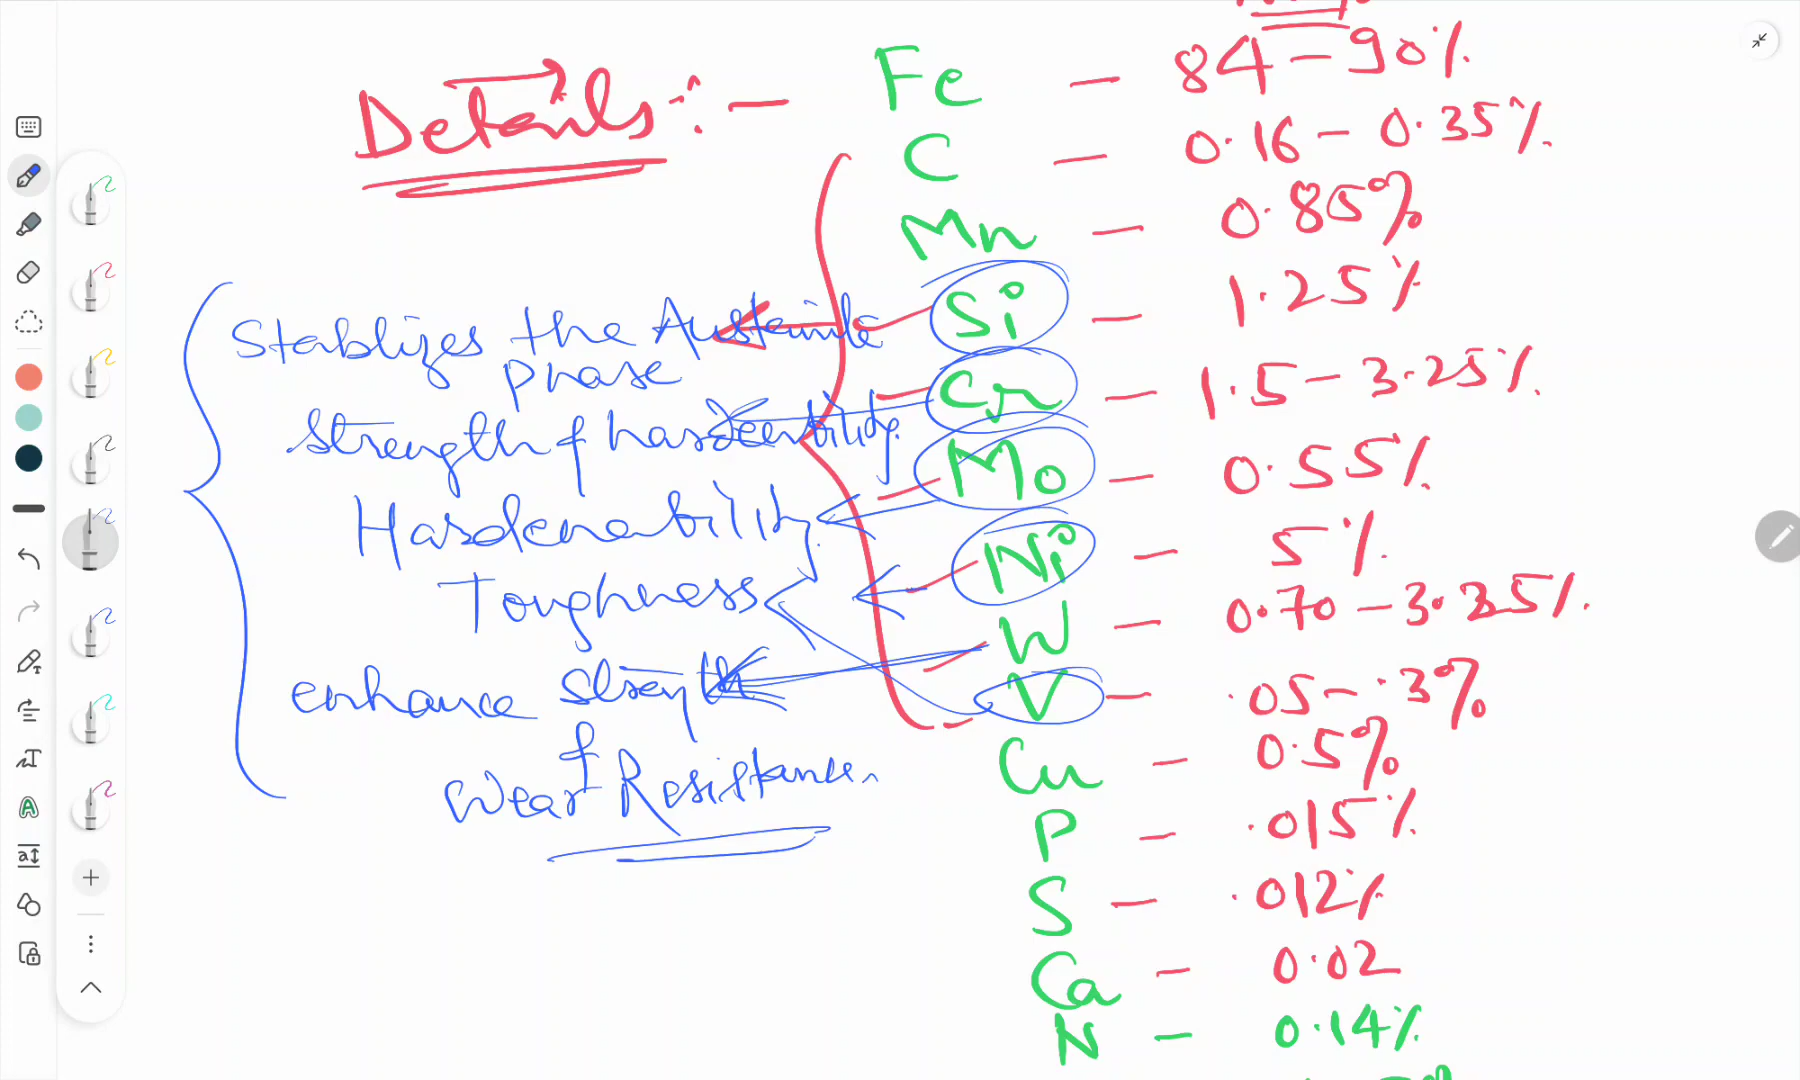 Details:- Fe - 84-90%
C - 0.16-0.35%.
Mn - 0.85%
Si - 1.25%
Stablizes the Austenite
phase
Cr - 1.5-3.25%.
strength & hardenbility.
Mo - 0.55%.
Hardenability.
Ni - 5%.
Toughness
W - 0.70-3.25%.
V - .05-.3%
enhance strength
&
Wear Resistance.
Cu - 0.5%
P - .015%
S - .012%
Ca - 0.02
N - 0.14%